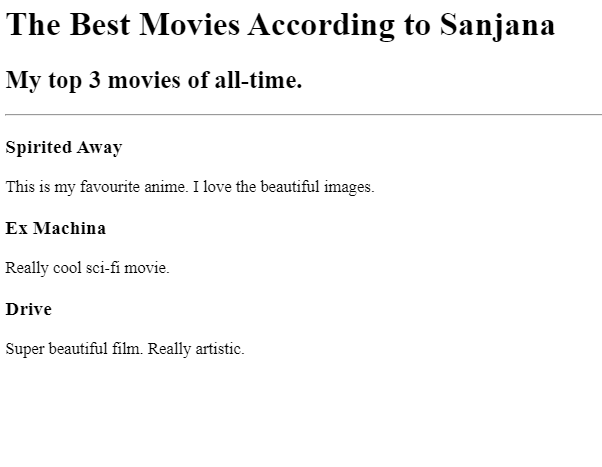 The Best Movies According to Sanjana
My top 3 movies of all-time.
Spirited Away
This is my favourite anime. I love the beautiful images.
Ex Machina
Really cool sci-fi movie.
Drive
Super beautiful film. Really artistic.